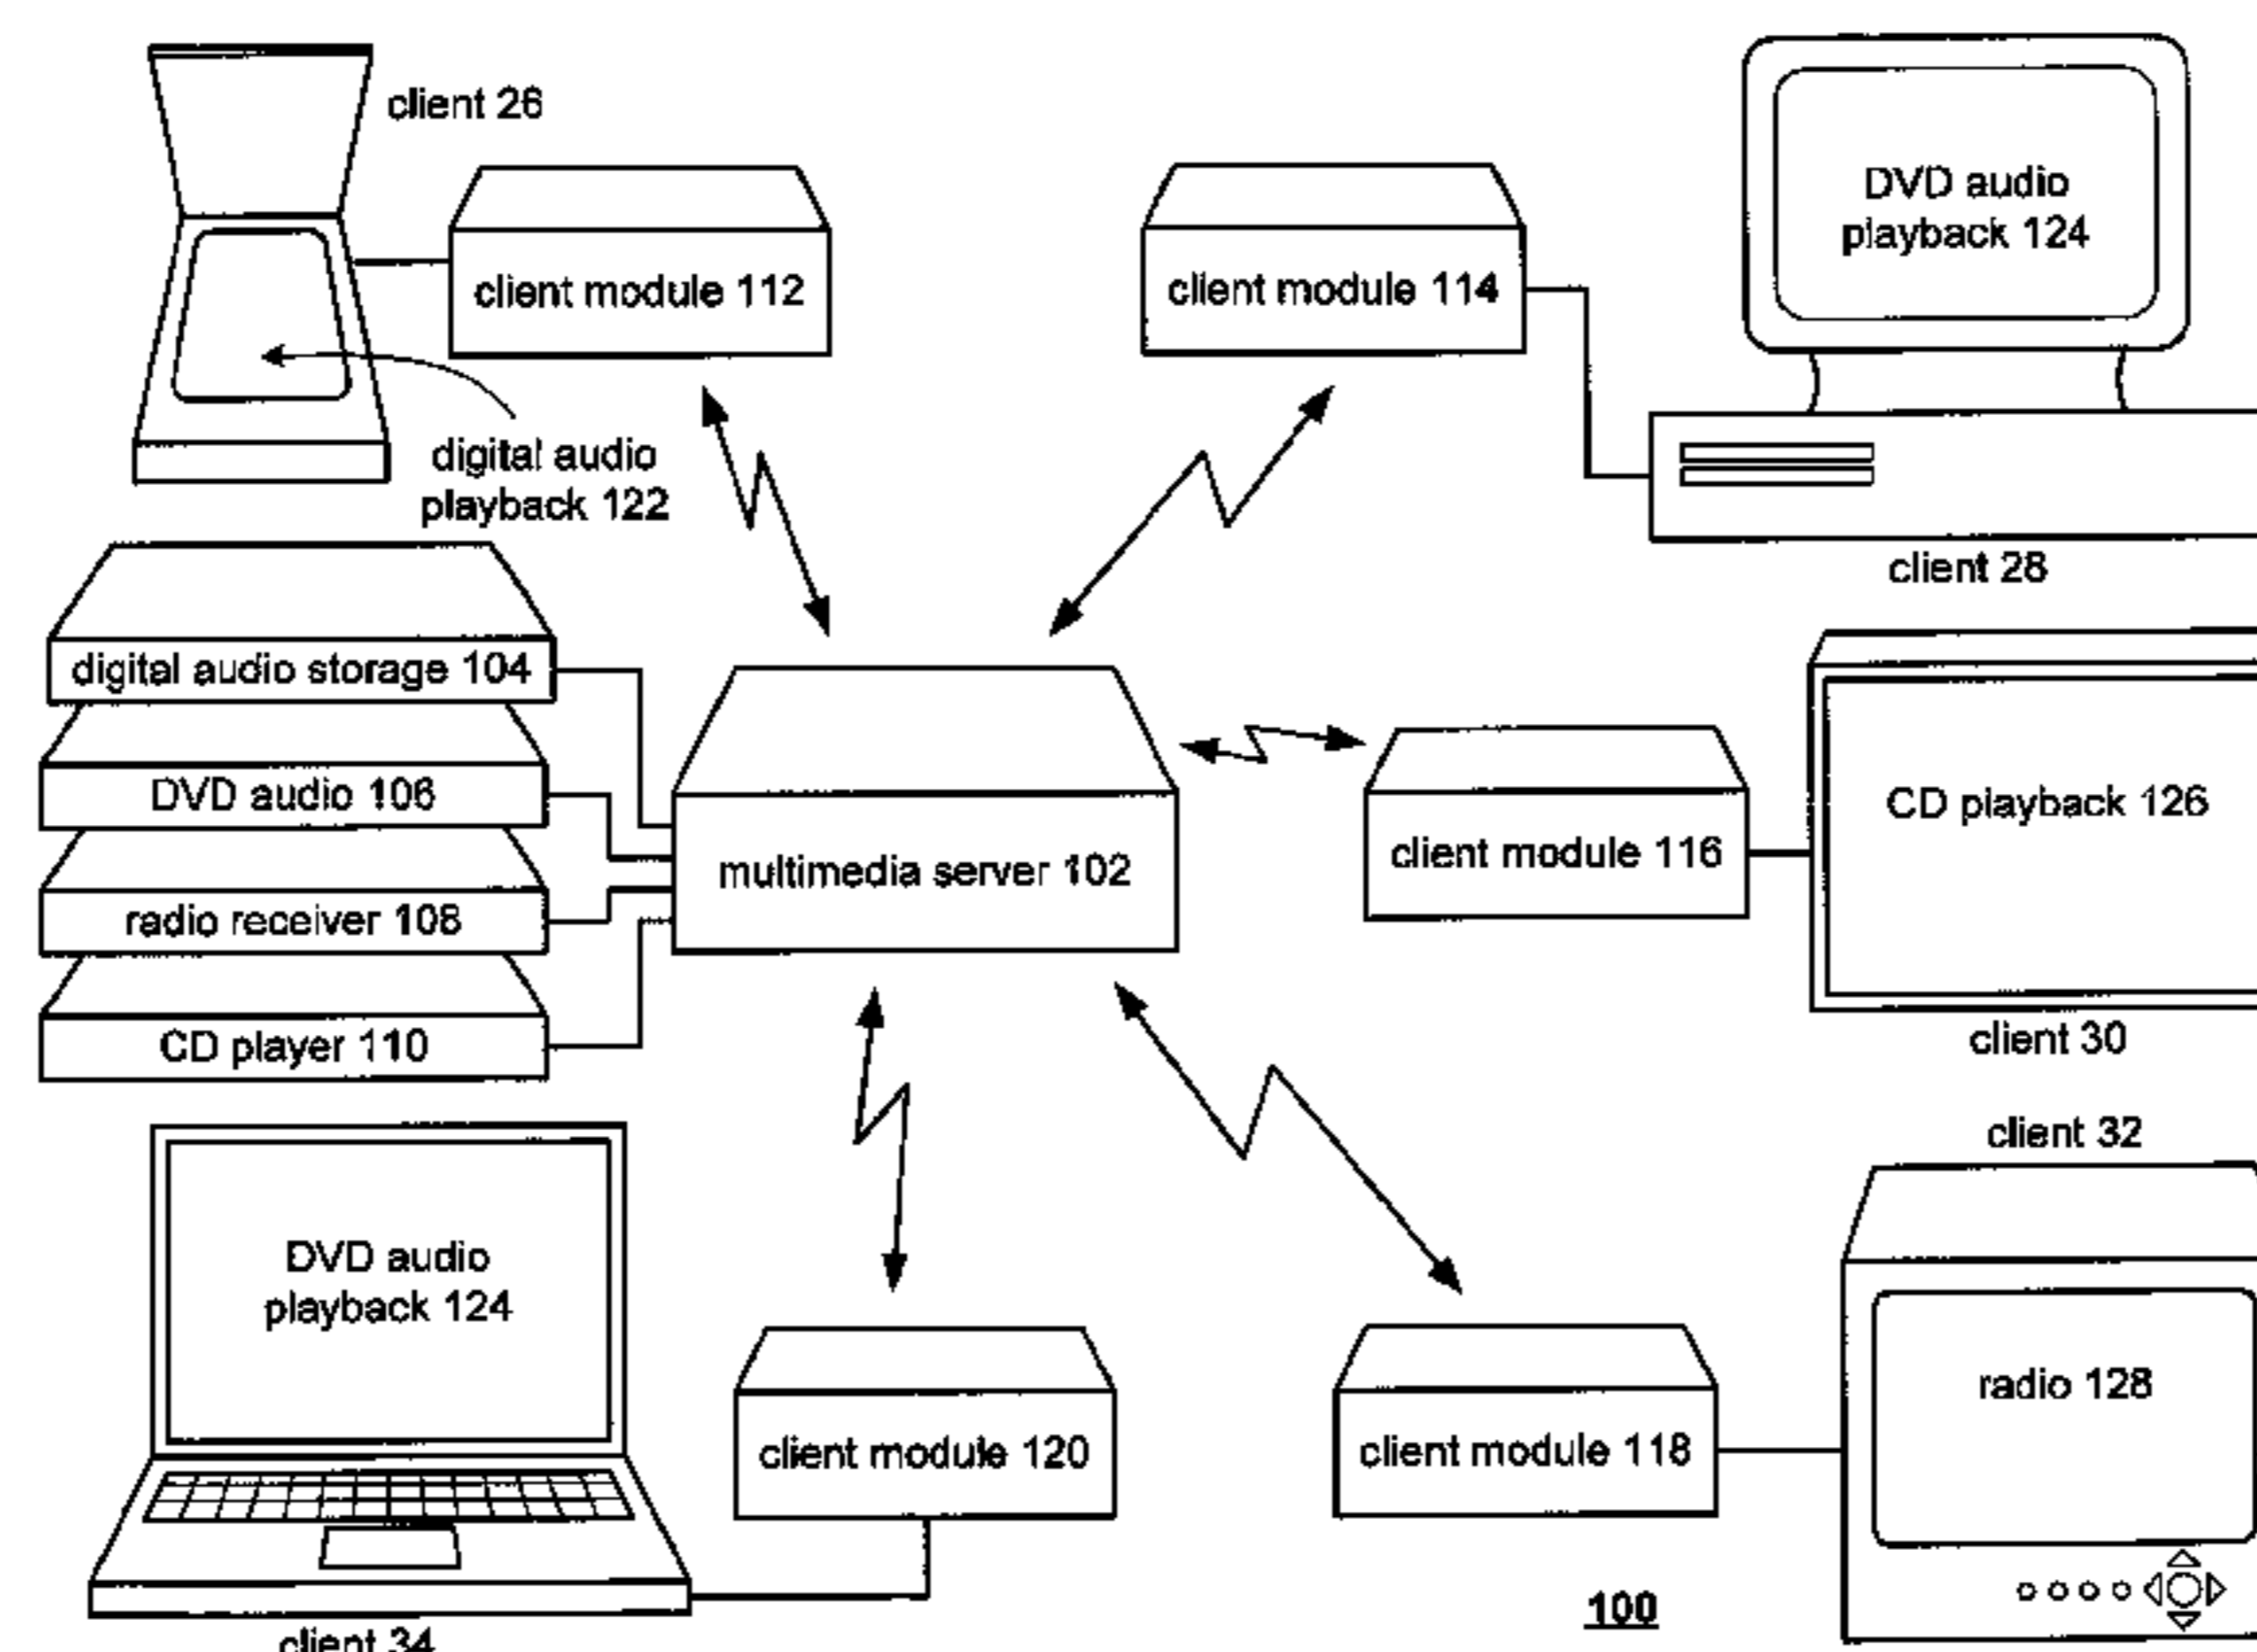 client 26
client module 112
digital audio
playback 122
client module 114
DVD audio
playback 124
client 28
digital audio storage 104
DVD audio 106
radio receiver 108
CD player 110
multimedia server 102
client module 116
CD playback 126
client 30
client 32
DVD audio
playback 124
client module 120
client module 118
radio 128
100
client 34